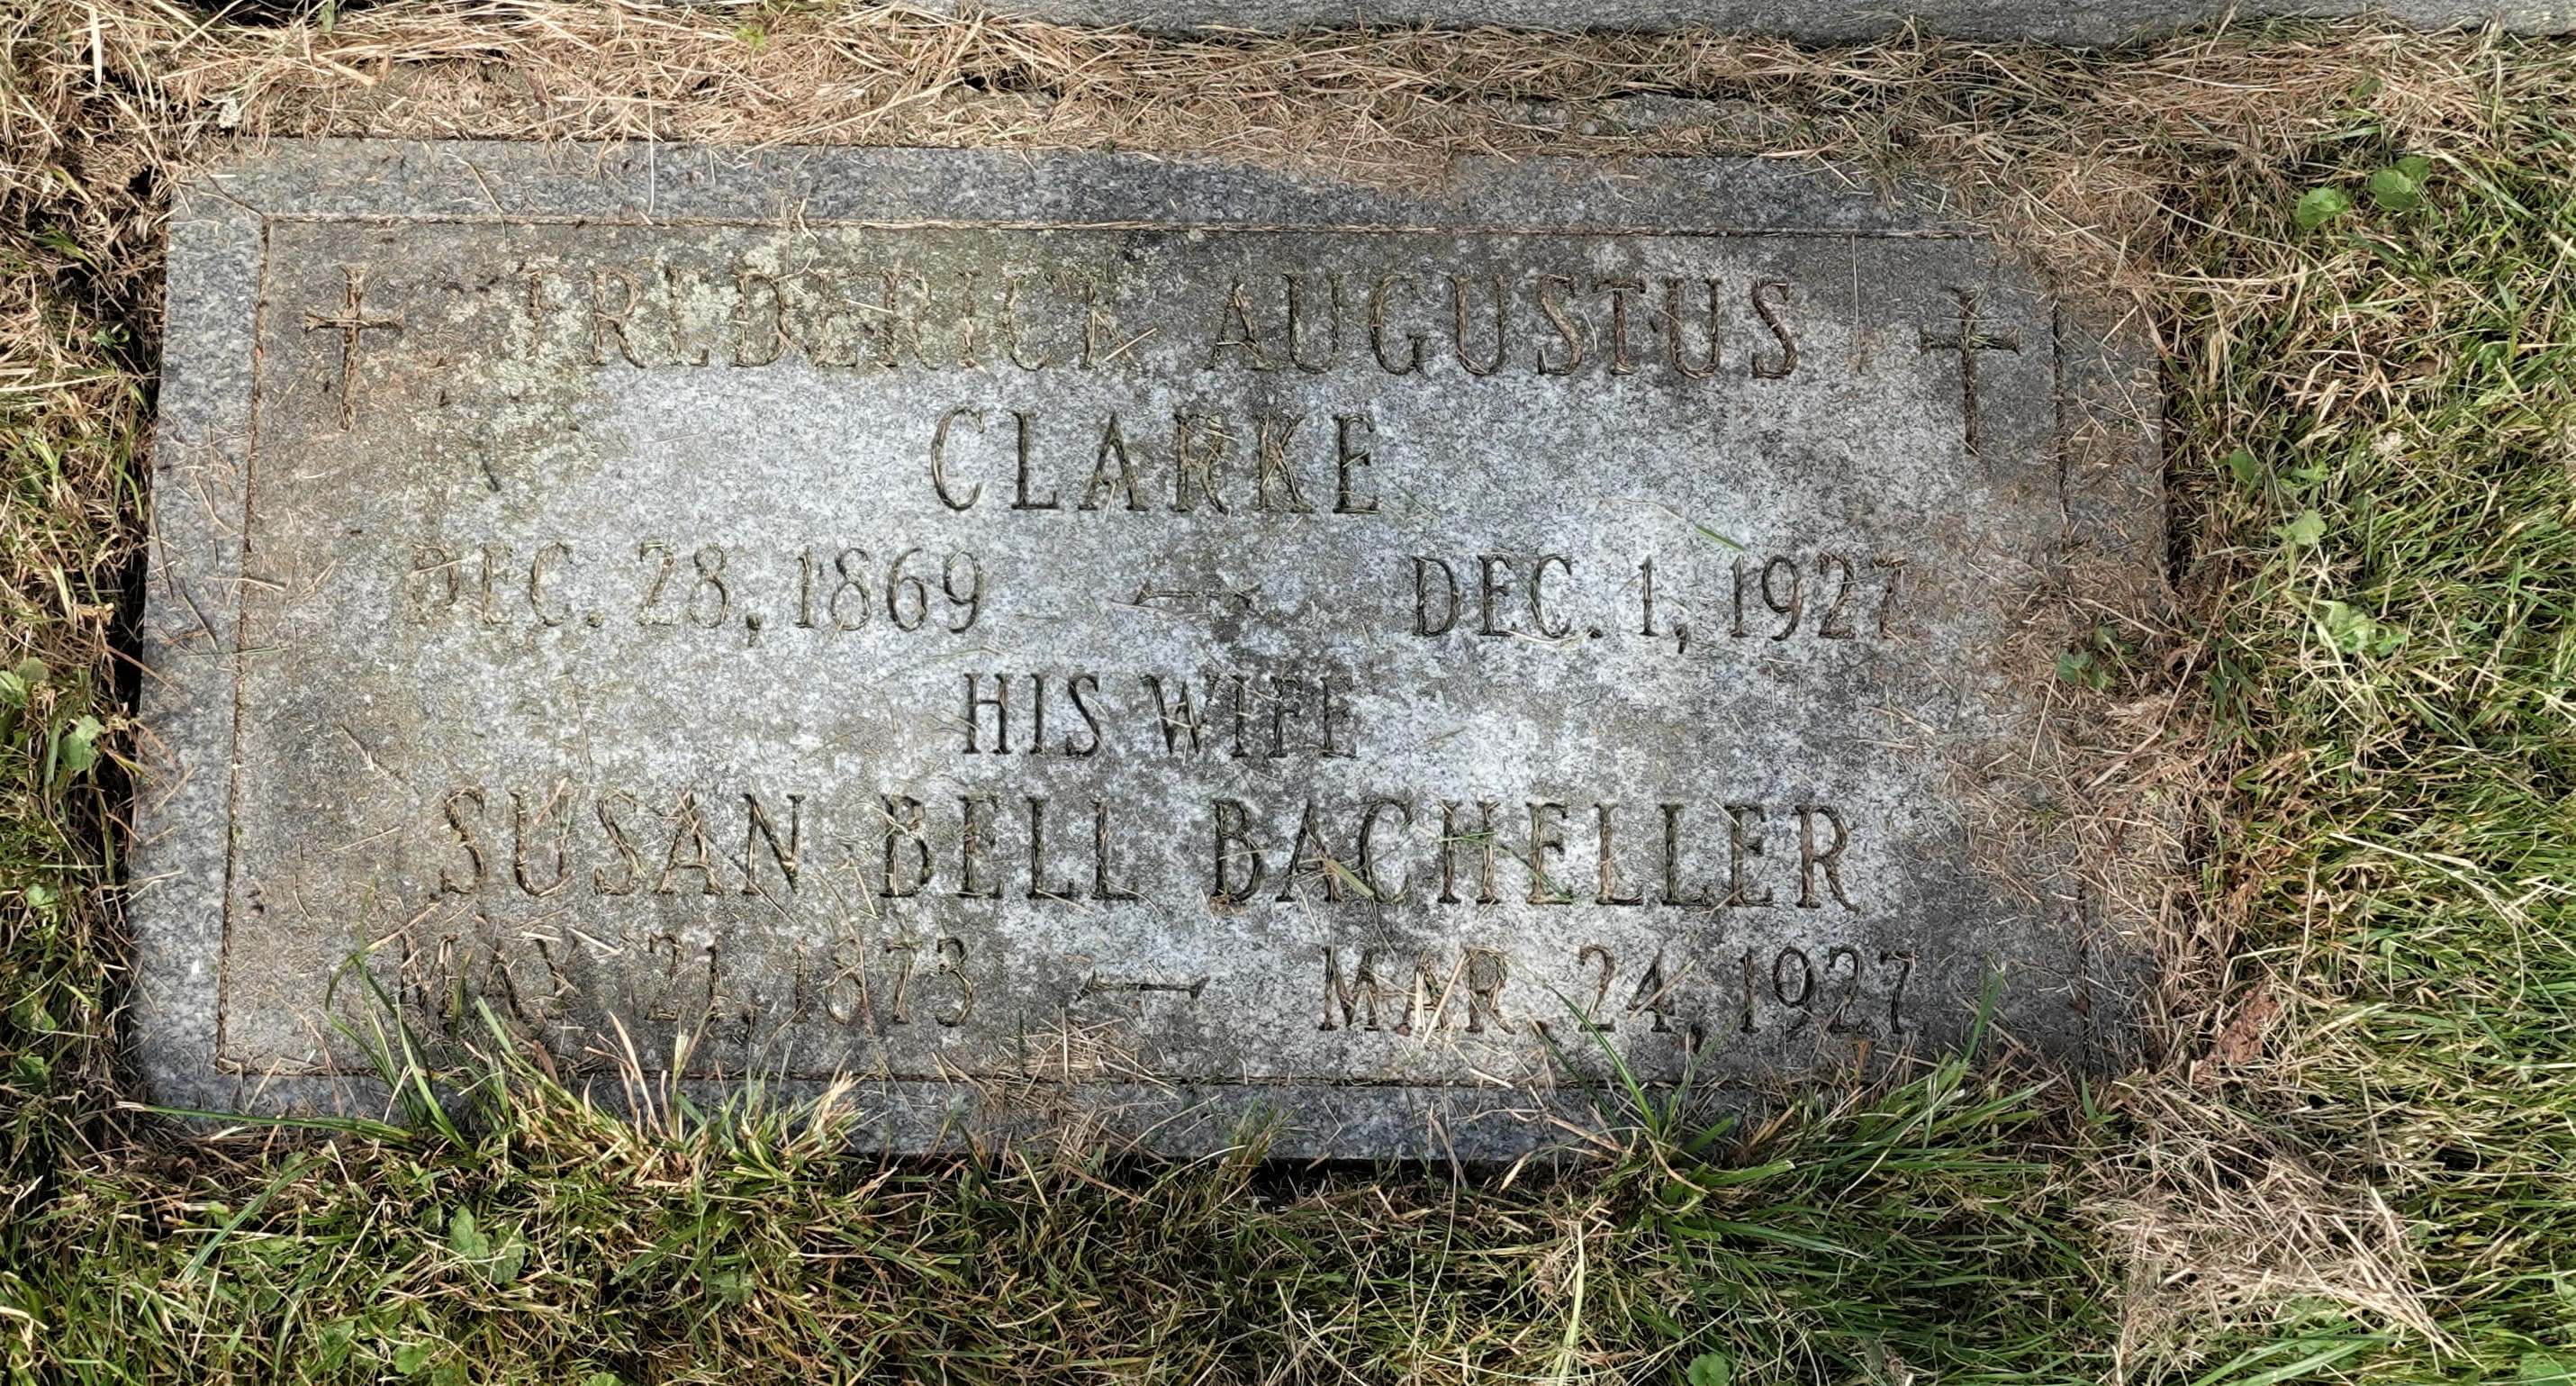 FREDERICK AUGUSTUS
CLARKE
DEC. 28, 1869 — DEC. 1, 1927
HIS WIFE
SUSAN BELL BACHELLER
MAY 21, 1873 — MAR. 24, 1927